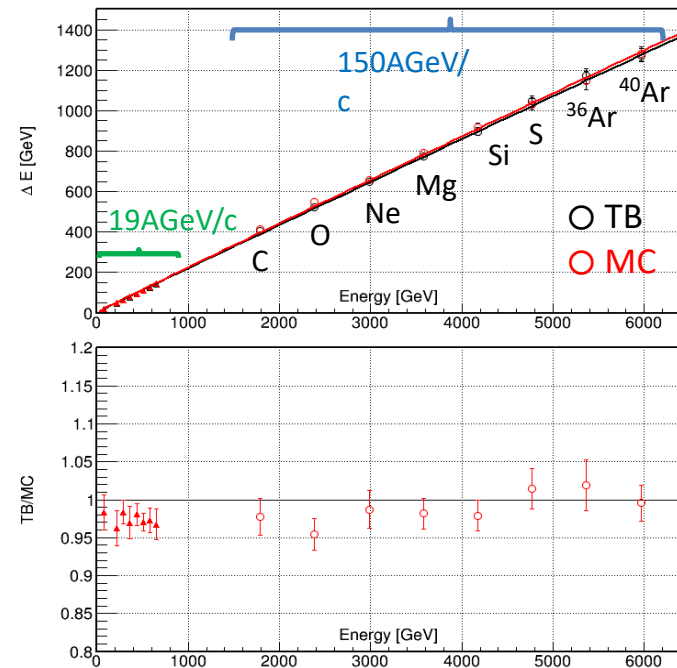 1400
1200
1000
800
600
400
200
0
Δ E [GeV]
150AGeV/
c
19AGeV/c
C
O
Ne
Mg
Si
S
36Ar
40Ar
TB
MC
Energy [GeV]
0 1000 2000 3000 4000 5000 6000
1.2
1.15
1.1
1.05
1
0.95
0.9
0.85
0.8
TB/MC
Energy [GeV]
0 1000 2000 3000 4000 5000 6000